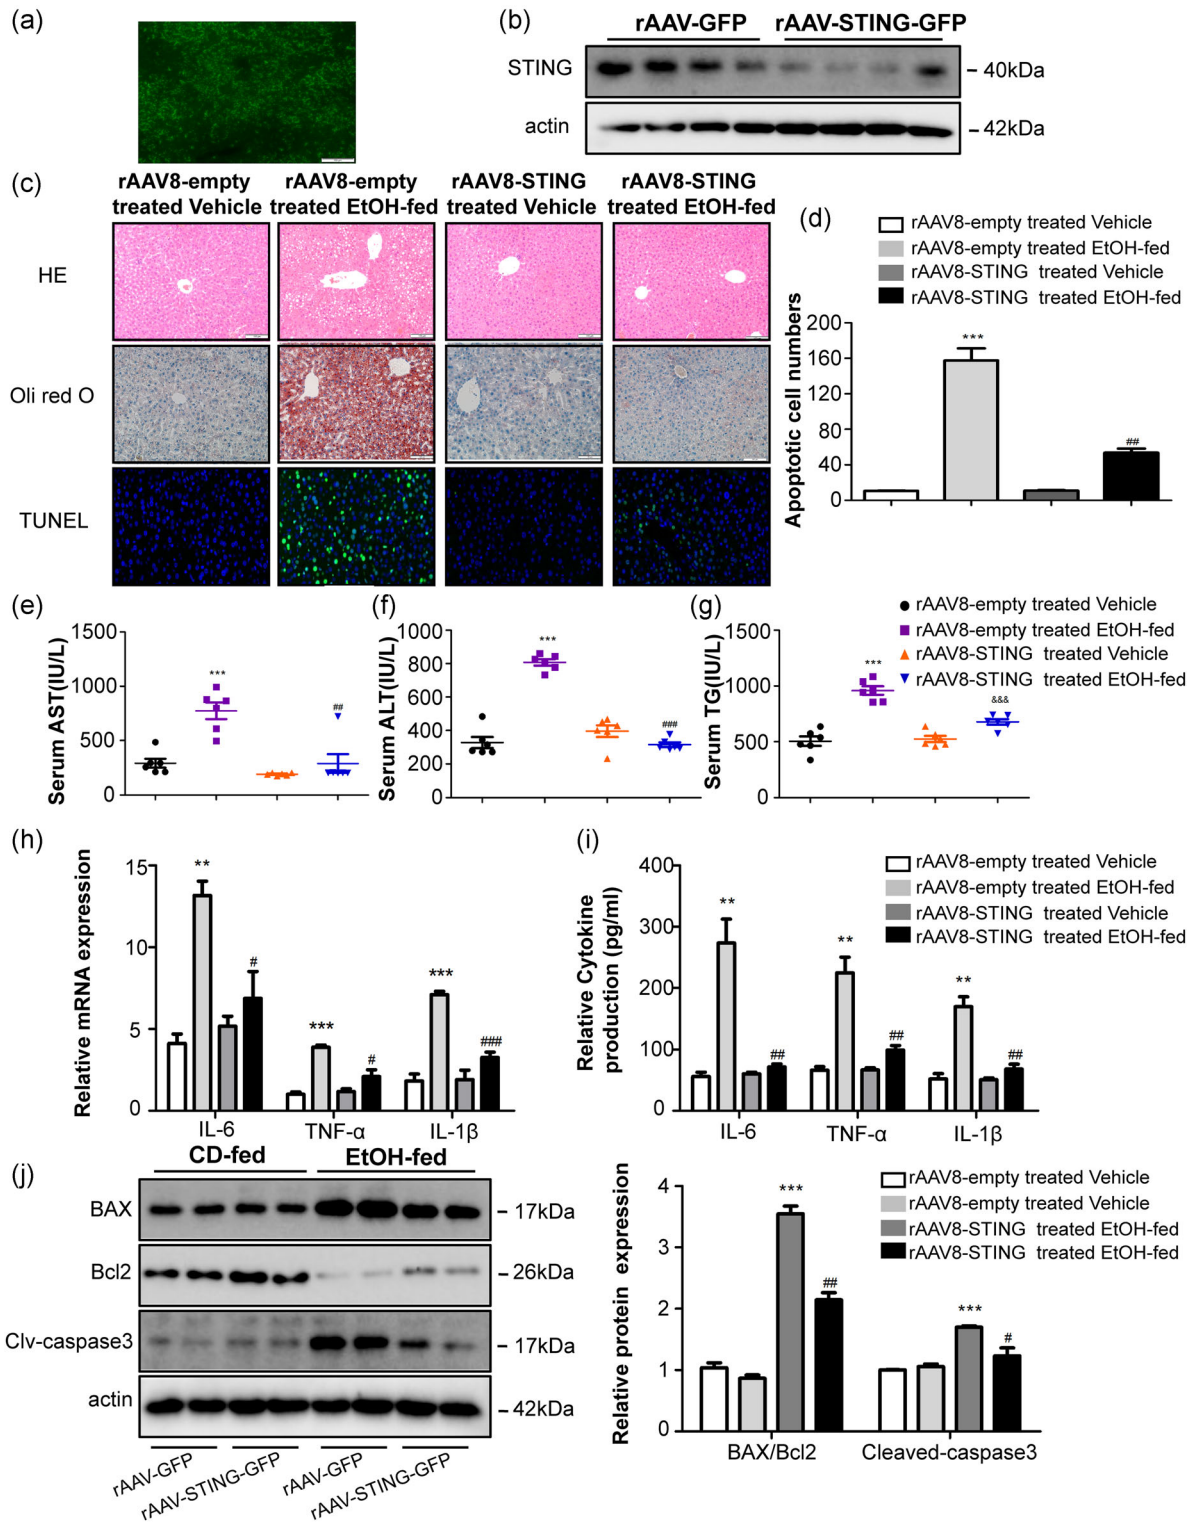 (a)
(b)
rAAV-GFP
rAAV-STING-GFP
STING
– 40kDa
actin
– 42kDa
(c)
rAAV8-empty
treated Vehicle
rAAV8-empty
treated EtOH-fed
rAAV8-STING
treated Vehicle
rAAV8-STING
treated EtOH-fed
HE
Oli red O
TUNEL
(d)
rAAV8-empty treated Vehicle
rAAV8-empty treated EtOH-fed
rAAV8-STING treated Vehicle
rAAV8-STING treated EtOH-fed
Apoptotic cell numbers
200
160
120
80
40
0
***
##
(e)
Serum AST(IU/L)
1500
1000
500
0
***
##
(f)
Serum ALT(IU/L)
1000
800
600
400
200
0
***
###
(g)
Serum TG(IU/L)
1500
1000
500
0
***
&&&
rAAV8-empty treated Vehicle
rAAV8-empty treated EtOH-fed
rAAV8-STING treated Vehicle
rAAV8-STING treated EtOH-fed
(h)
Relative mRNA expression
15
10
5
0
**
#
***
#
***
###
IL-6
TNF-α
IL-1β
(i)
Relative Cytokine
production (pg/ml)
400
300
200
100
0
**
##
**
##
**
##
IL-6
TNF-α
IL-1β
rAAV8-empty treated Vehicle
rAAV8-empty treated EtOH-fed
rAAV8-STING treated Vehicle
rAAV8-STING treated EtOH-fed
(j)
CD-fed
EtOH-fed
BAX
– 17kDa
Bcl2
– 26kDa
Clv-caspase3
– 17kDa
actin
– 42kDa
rAAV-GFP
rAAV-STING-GFP
rAAV-GFP
rAAV-STING-GFP
Relative protein expression
4
3
2
1
0
***
##
***
#
BAX/Bcl2
Cleaved-caspase3
rAAV8-empty treated Vehicle
rAAV8-empty treated Vehicle
rAAV8-STING treated EtOH-fed
rAAV8-STING treated EtOH-fed